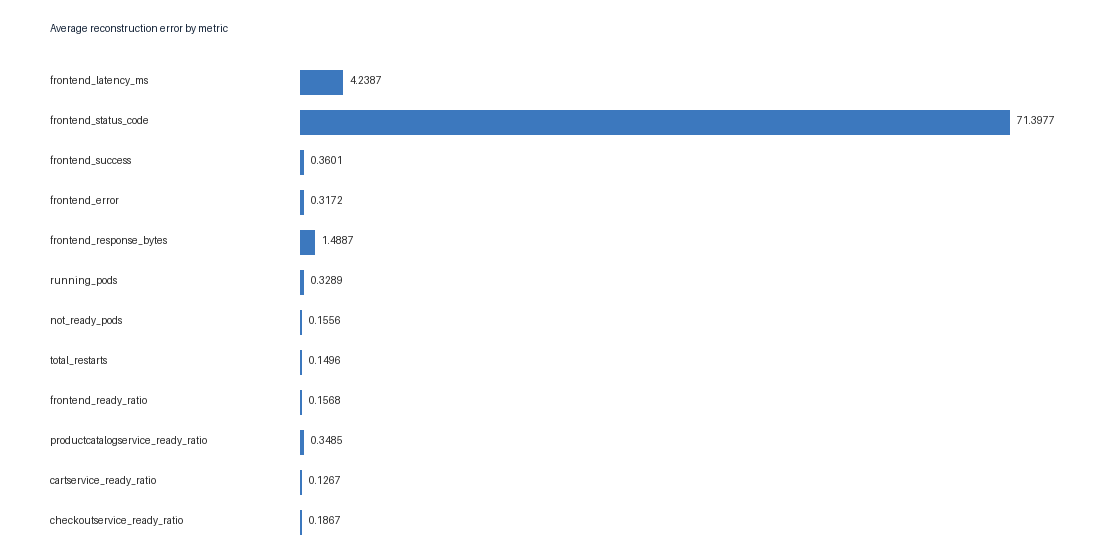 Average reconstruction error by metric
frontend_latency_ms 4.2387
frontend_status_code 71.3977
frontend_success 0.3601
frontend_error 0.3172
frontend_response_bytes 1.4887
running_pods 0.3289
not_ready_pods 0.1556
total_restarts 0.1496
frontend_ready_ratio 0.1568
productcatalogservice_ready_ratio 0.3485
cartservice_ready_ratio 0.1267
checkoutservice_ready_ratio 0.1867